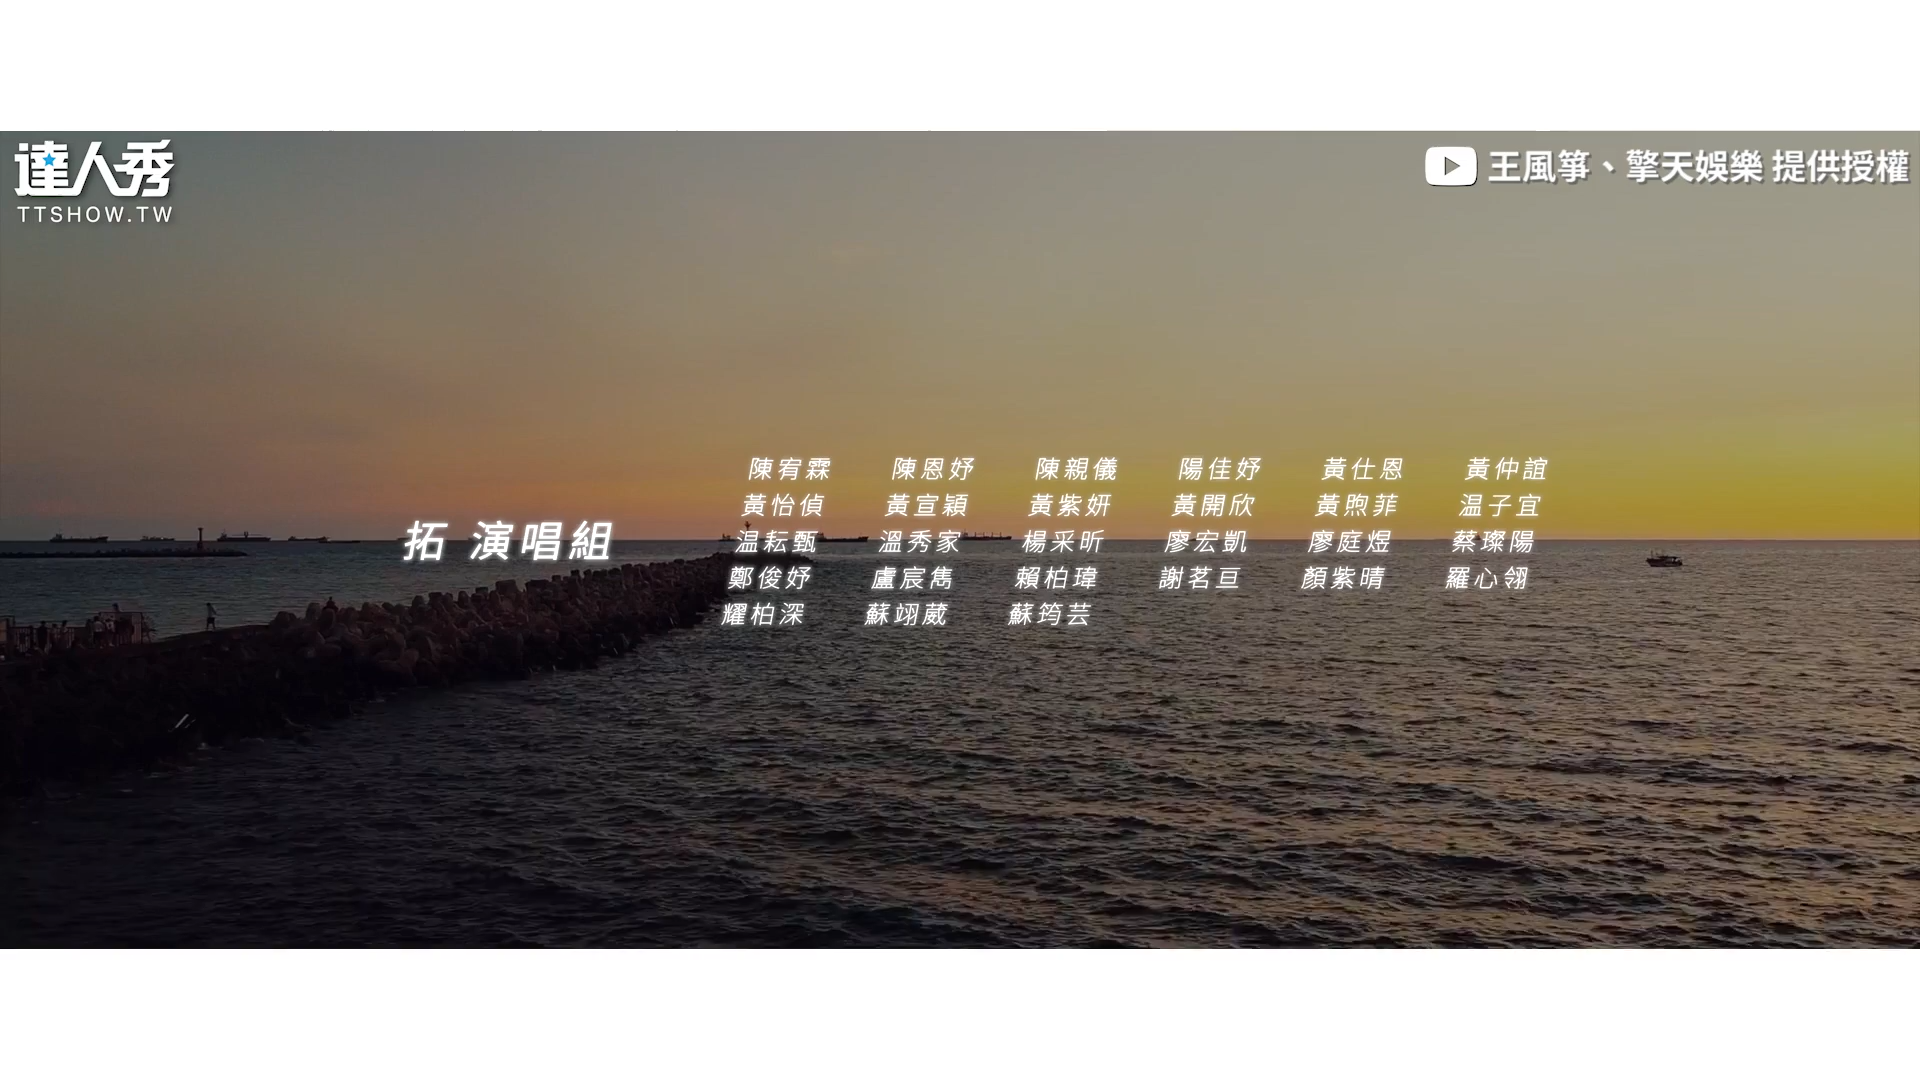 達人秀
TTSHOW.TW
王風箏、擎天娛樂 提供授權
拓 演唱組
陳宥霖 陳恩妤 陳親儀 陽佳妤 黃仕恩 黃仲誼
黃怡偵 黃宣穎 黃紫妍 黃開欣 黃煦菲 温子宜
温耘甄 溫秀家 楊采昕 廖宏凱 廖庭煜 蔡璨陽
鄭俊妤 盧宸雋 賴柏瑋 謝茗亘 顏紫晴 羅心翎
耀柏深 蘇翊葳 蘇筠芸